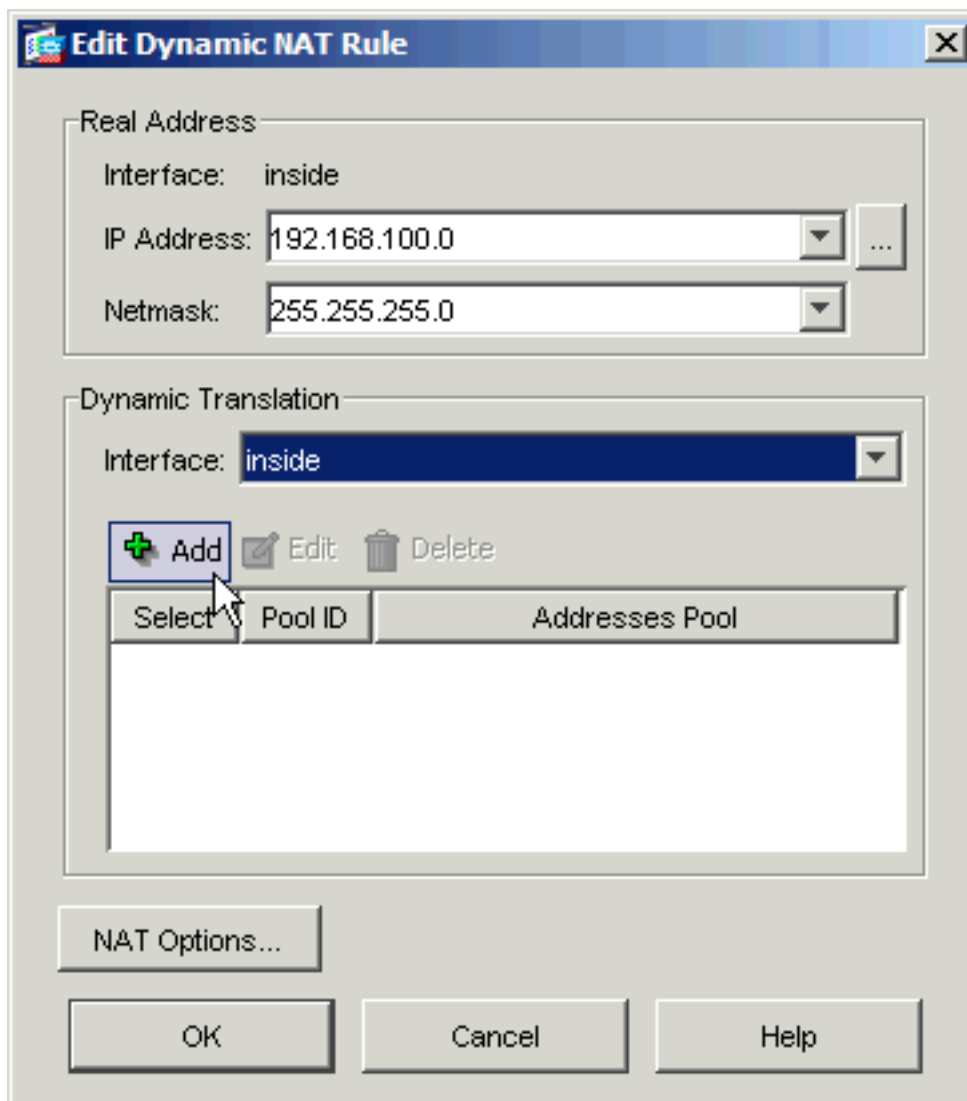 Edit Dynamic NAT Rule
Real Address
Interface: inside
IP Address: 192.168.100.0 ...
Netmask: 255.255.255.0
Dynamic Translation
Interface: inside
Add Edit Delete
Select Pool ID Addresses Pool
NAT Options...
OK Cancel Help